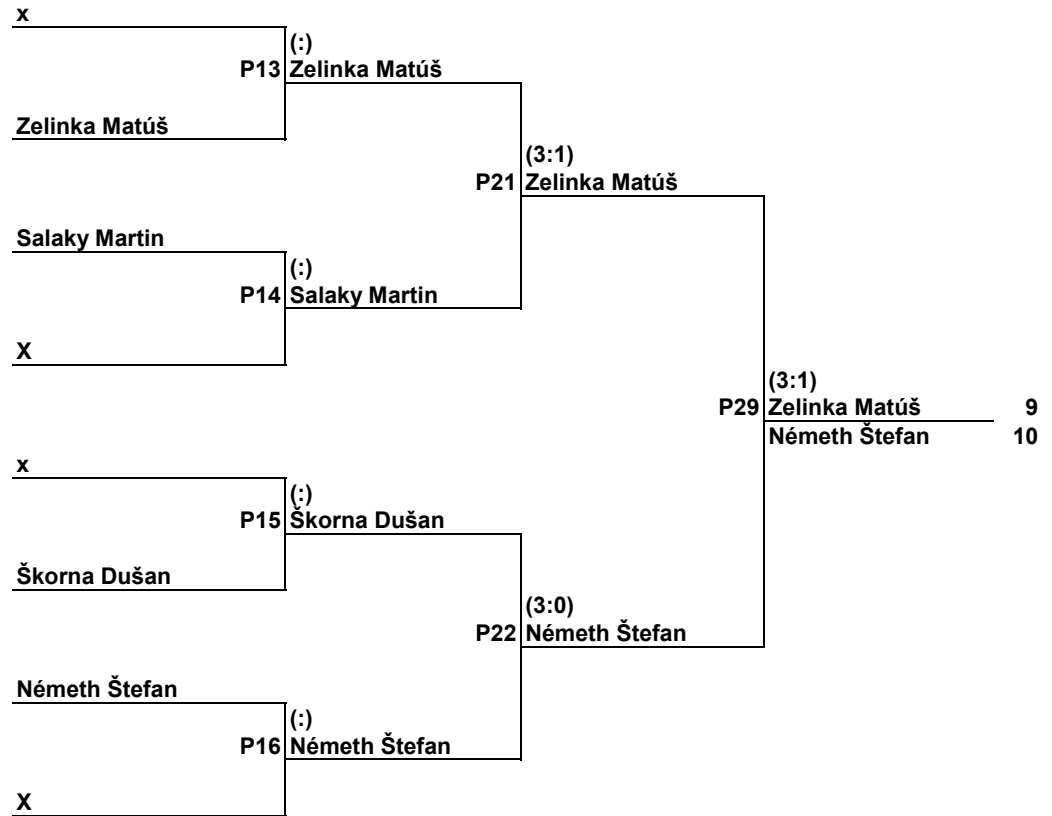 x
(:)
P13 Zelinka Matúš
Zelinka Matúš
(3:1)
P21 Zelinka Matúš
Salaky Martin
(:)
P14 Salaky Martin
X
(3:1)
P29 Zelinka Matúš 9
Németh Štefan 10
x
(:)
P15 Škorna Dušan
Škorna Dušan
(3:0)
P22 Németh Štefan
Németh Štefan
(:)
P16 Németh Štefan
X